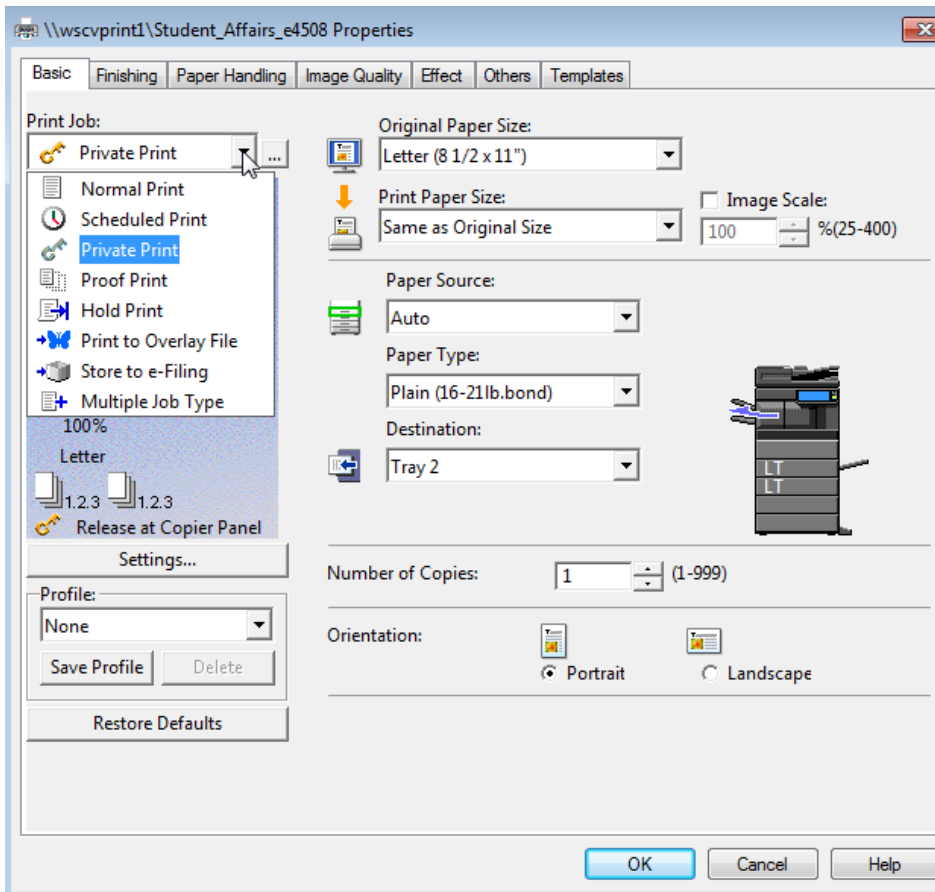 \\wscvprint1\Student_Affairs_e4508 Properties
Basic Finishing Paper Handling Image Quality Effect Others Templates
Print Job:
Private Print
...
Normal Print
Scheduled Print
Private Print
Proof Print
Hold Print
Print to Overlay File
Store to e-Filing
Multiple Job Type
100%
Letter
1.2.3 1.2.3
Release at Copier Panel
Settings...
Profile:
None
Save Profile Delete
Restore Defaults
Original Paper Size:
Letter (8 1/2 x 11")
Print Paper Size:
Same as Original Size
Image Scale:
100 %(25-400)
Paper Source:
Auto
Paper Type:
Plain (16-21lb.bond)
Destination:
Tray 2
LT
LT
Number of Copies: 1 (1-999)
Orientation:
Portrait Landscape
OK Cancel Help